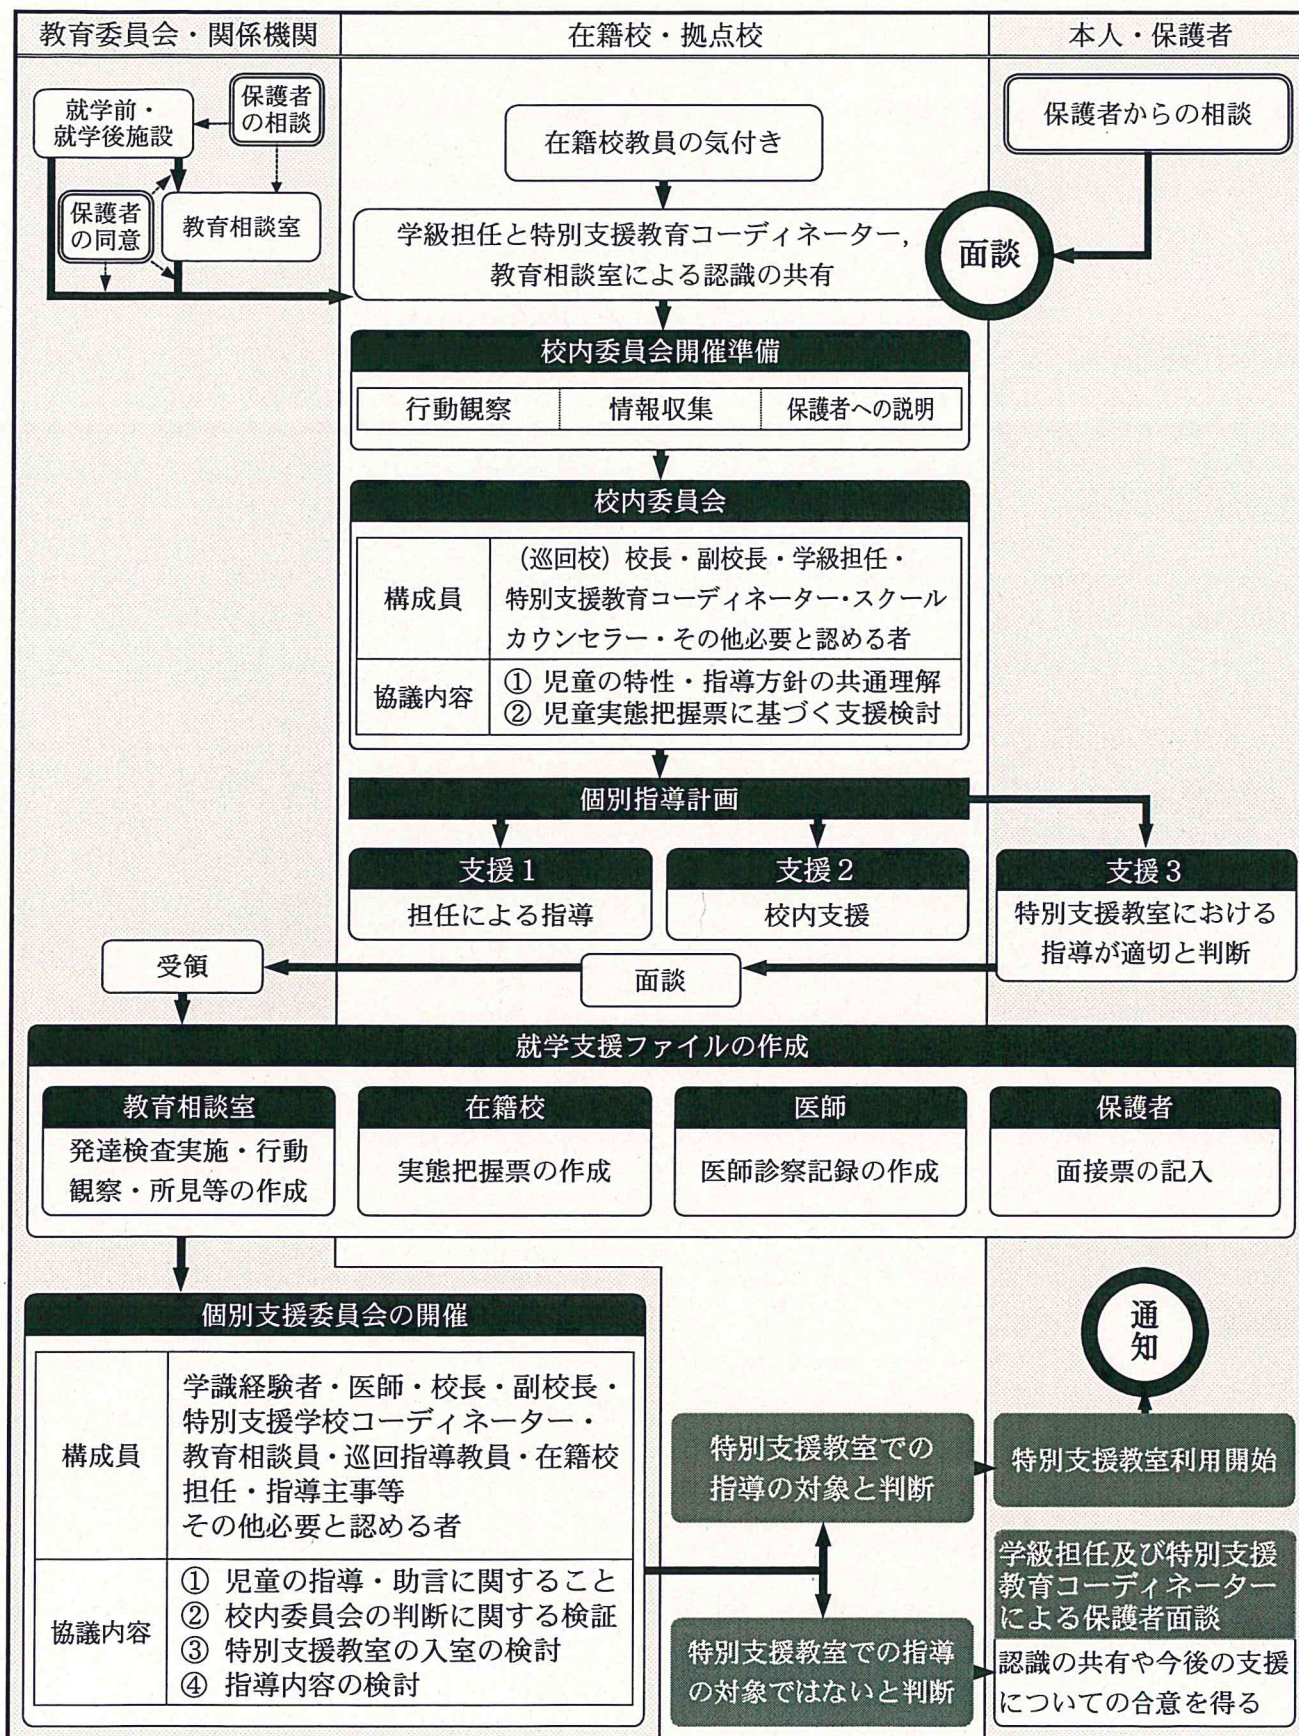 教育委員会・関係機関
在籍校・拠点校
本人・保護者
就学前・
就学後施設
保護者
の相談
保護者
の同意
教育相談室
在籍校教員の気付き
保護者からの相談
学級担任と特別支援教育コーディネーター,
教育相談室による認識の共有
面談
校内委員会開催準備
行動観察
情報収集
保護者への説明
校内委員会
構成員
(巡回校) 校長・副校長・学級担任・
特別支援教育コーディネーター・スクール
カウンセラー・その他必要と認める者
協議内容
① 児童の特性・指導方針の共通理解
② 児童実態把握票に基づく支援検討
個別指導計画
支援1
担任による指導
支援2
校内支援
支援3
特別支援教室における
指導が適切と判断
受領
面談
就学支援ファイルの作成
教育相談室
発達検査実施・行動
観察・所見等の作成
在籍校
実態把握票の作成
医師
医師診察記録の作成
保護者
面接票の記入
個別支援委員会の開催
構成員
学識経験者・医師・校長・副校長・
特別支援学校コーディネーター・
教育相談員・巡回指導教員・在籍校
担任・指導主事等
その他必要と認める者
協議内容
① 児童の指導・助言に関すること
② 校内委員会の判断に関する検証
③ 特別支援教室の入室の検討
④ 指導内容の検討
特別支援教室での
指導の対象と判断
特別支援教室での指導
の対象ではないと判断
通
知
特別支援教室利用開始
学級担任及び特別支援
教育コーディネーター
による保護者面談
認識の共有や今後の支援
についての合意を得る